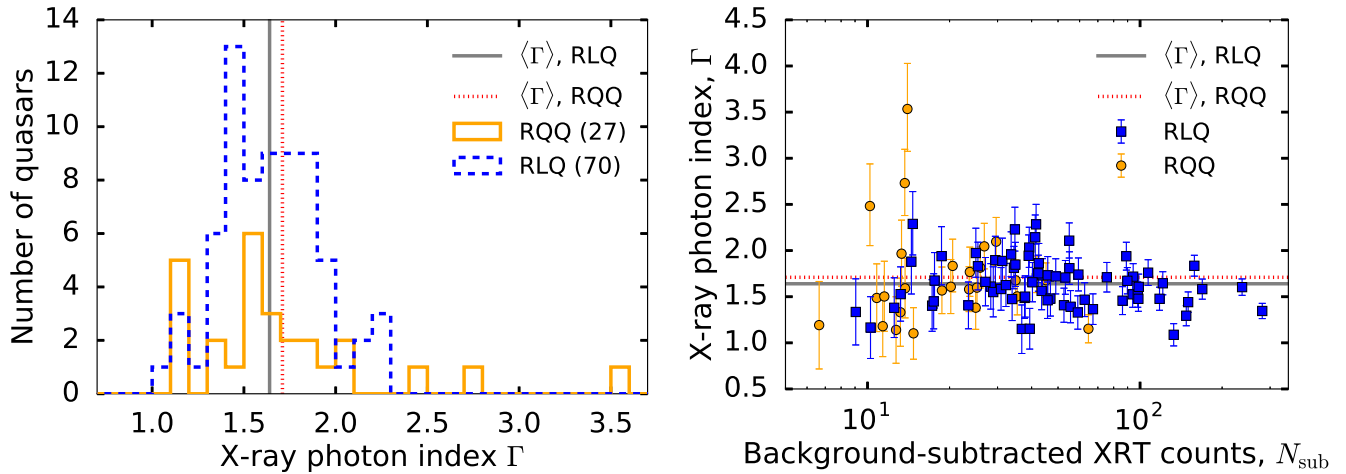 14
12
10
8
6
4
2
0
1.0 1.5 2.0 2.5 3.0 3.5
Number of quasars
X-ray photon index Γ
⟨Γ⟩, RLQ
⟨Γ⟩, RQQ
RQQ (27)
RLQ (70)
4.5
4.0
3.5
3.0
2.5
2.0
1.5
1.0
0.5
10¹ 10²
X-ray photon index, Γ
Background-subtracted XRT counts, N_sub
⟨Γ⟩, RLQ
⟨Γ⟩, RQQ
RLQ
RQQ